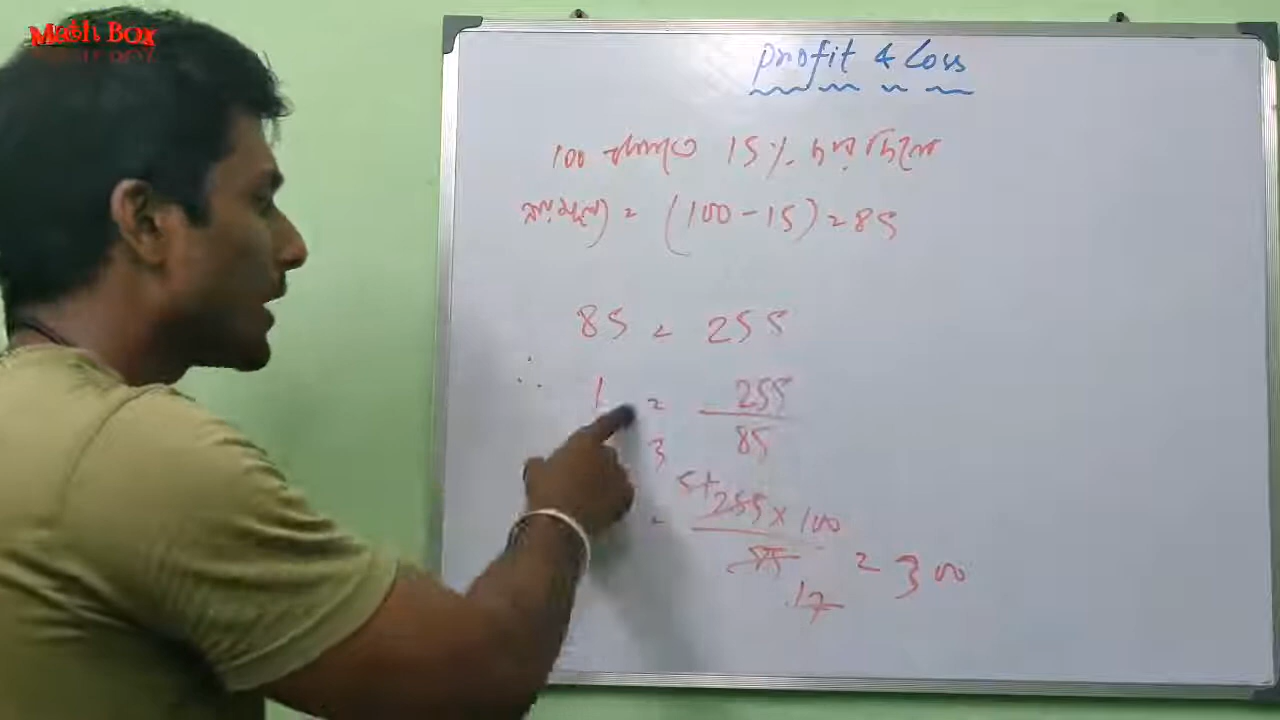 Math Box
Profit & Loss
100 টাকাতে 15%. ছাড় দিলে
ক্রয়মূল্য = (100 - 15) = 85
85 = 255
∴ 1 = 255/85
3
51
= 255 × 100/85 = 300
17